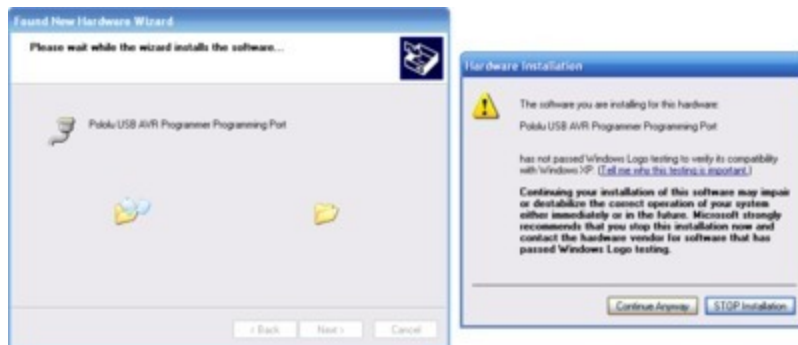 Found New Hardware Wizard
Please wait while the wizard installs the software...
Pololu USB AVR Programmer Programming Port
< Back
Next >
Cancel
Hardware Installation
The software you are installing for this hardware:
Pololu USB AVR Programmer Programming Port
has not passed Windows Logo testing to verify its compatibility
with Windows XP. (Tell me why this testing is important.)
Continuing your installation of this software may impair
or destabilize the correct operation of your system
either immediately or in the future. Microsoft strongly
recommends that you stop this installation now and
contact the hardware vendor for software that has
passed Windows Logo testing.
Continue Anyway
STOP Installation